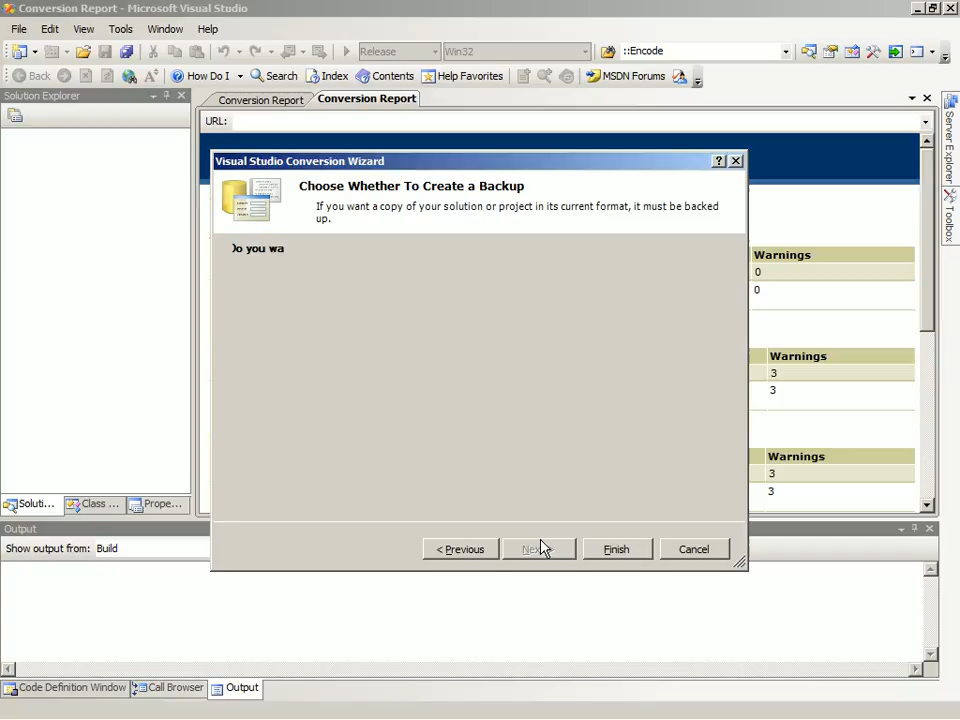 Conversion Report - Microsoft Visual Studio
File Edit View Tools Window Help
Release Win32 ::Encode
Back How Do I Search Index Contents Help Favorites MSDN Forums
Solution Explorer
Conversion Report Conversion Report
URL:
Server Explorer
Toolbox
Visual Studio Conversion Wizard
Choose Whether To Create a Backup
If you want a copy of your solution or project in its current format, it must be backed
up.
Do you wa
Warnings
0
0
Warnings
3
3
Warnings
3
3
Soluti... Class ... Prope...
< Previous Finish Cancel
Output
Show output from: Build
Code Definition Window Call Browser Output